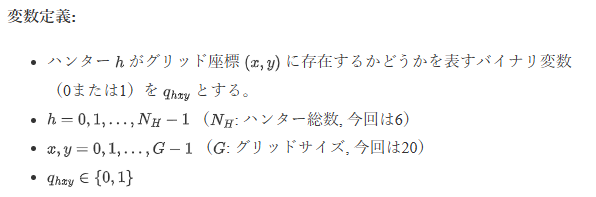 変数定義:
ハンター h がグリッド座標 (x, y) に存在するかどうかを表すバイナリ変数
（0または1）を q_{hxy} とする。
h = 0, 1, …, N_H − 1 （N_H: ハンター総数, 今回は6）
x, y = 0, 1, …, G − 1 （G: グリッドサイズ, 今回は20）
q_{hxy} ∈ {0, 1}